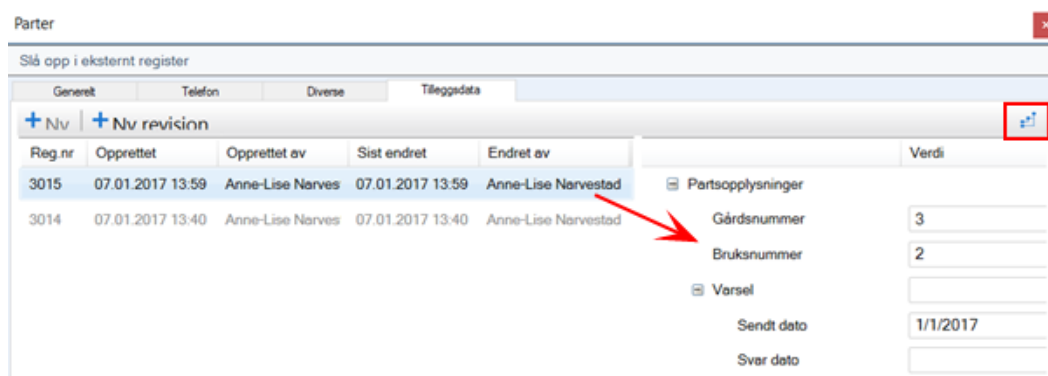 Parter
Slå opp i eksternt register
Generelt Telefon Diverse Tilleggsdata
Ny Ny revision
Reg.nr Opprettet Opprettet av Sist endret Endret av Verdi
3015 07.01.2017 13:59 Anne-Lise Narves 07.01.2017 13:59 Anne-Lise Narvestad Partsopplysninger
3014 07.01.2017 13:40 Anne-Lise Narves 07.01.2017 13:40 Anne-Lise Narvestad Gårdsnummer 3
Bruksnummer 2
Varsel
Sendt dato 1/1/2017
Svar dato